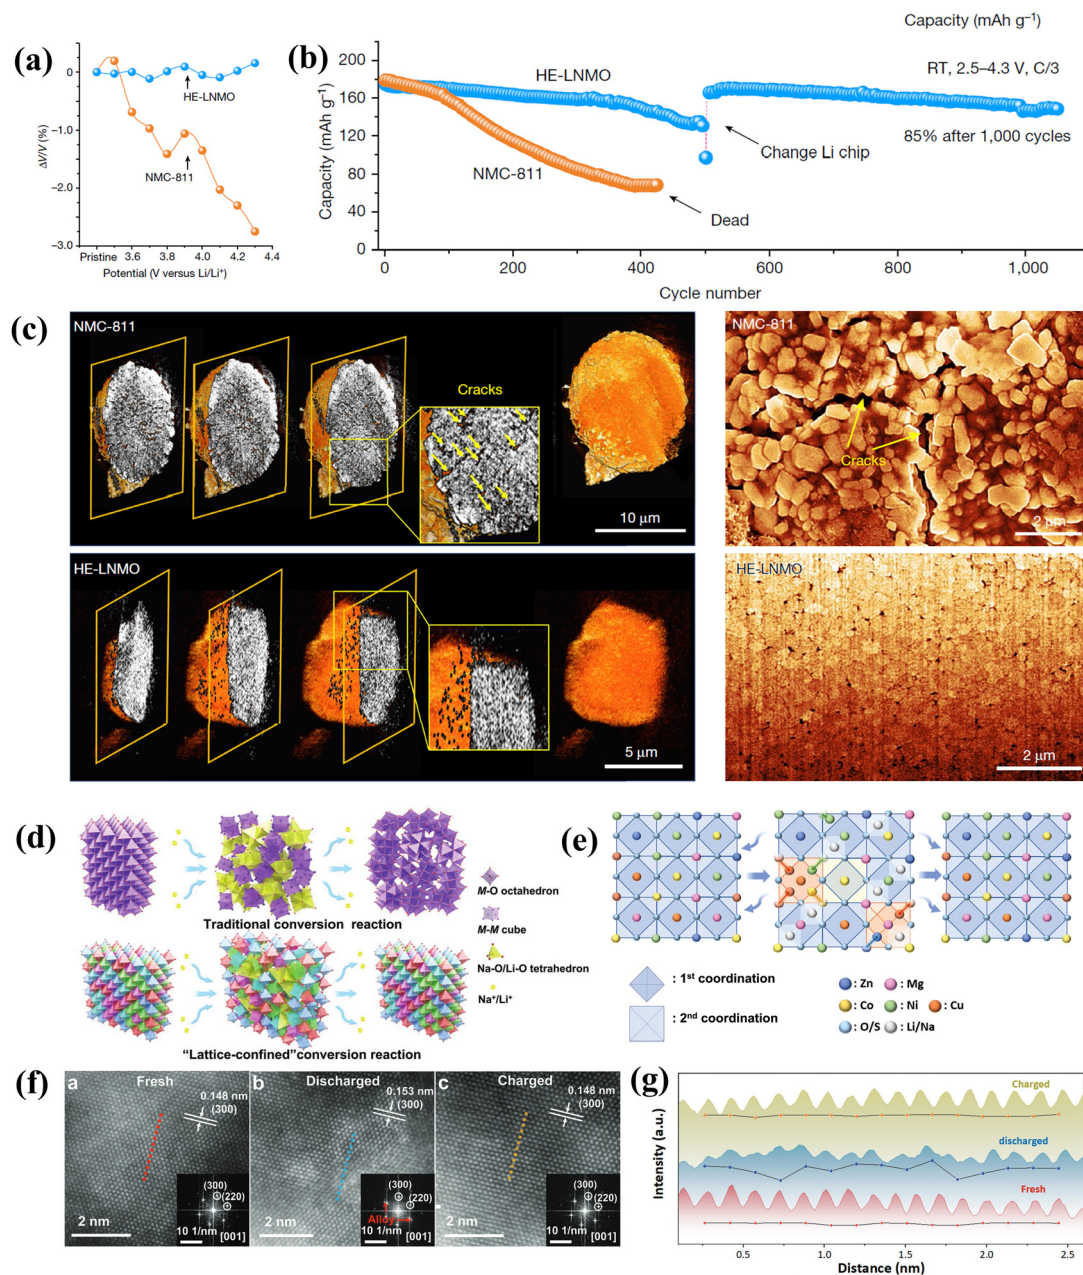 (a)
0
-1.0
-2.0
-3.0
ΔV/V (%)
HE-LNMO
NMC-811
Pristine 3.6 3.8 4.0 4.2 4.4
Potential (V versus Li/Li⁺)
(b)
Capacity (mAh g⁻¹)
200
160
120
80
40
0
Capacity (mAh g⁻¹)
HE-LNMO
RT, 2.5–4.3 V, C/3
Change Li chip
85% after 1,000 cycles
NMC-811
Dead
0 200 400 600 800 1,000
Cycle number
(c)
NMC-811
Cracks
10 μm
NMC-811
Cracks
2 μm
HE-LNMO
5 μm
HE-LNMO
2 μm
(d)
Traditional conversion reaction
"Lattice-confined" conversion reaction
M-O octahedron
M-M cube
Na-O/Li-O tetrahedron
Na⁺/Li⁺
(e)
: 1st coordination
: 2nd coordination
: Zn : Mg
: Co : Ni : Cu
: O/S : Li/Na
(f)
a Fresh
0.148 nm
(300)
2 nm
(300)
(220)
10 1/nm [001]
b Discharged
0.153 nm
(300)
2 nm
(300)
(220)
Alloy
10 1/nm [001]
c Charged
0.148 nm
(300)
2 nm
(300)
(220)
10 1/nm [001]
(g)
Intensity (a.u.)
Charged
discharged
Fresh
0.5 1.0 1.5 2.0 2.5
Distance (nm)